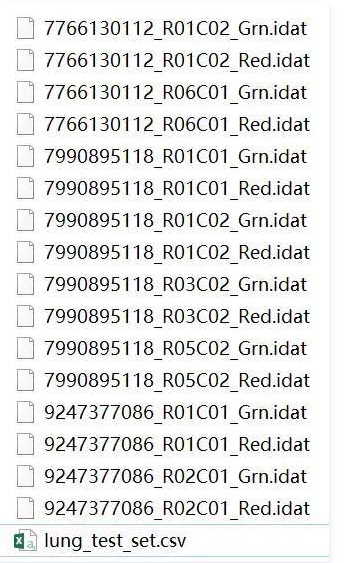 7766130112_R01C02_Grn.idat
7766130112_R01C02_Red.idat
7766130112_R06C01_Grn.idat
7766130112_R06C01_Red.idat
7990895118_R01C01_Grn.idat
7990895118_R01C01_Red.idat
7990895118_R01C02_Grn.idat
7990895118_R01C02_Red.idat
7990895118_R03C02_Grn.idat
7990895118_R03C02_Red.idat
7990895118_R05C02_Grn.idat
7990895118_R05C02_Red.idat
9247377086_R01C01_Grn.idat
9247377086_R01C01_Red.idat
9247377086_R02C01_Grn.idat
9247377086_R02C01_Red.idat
lung_test_set.csv